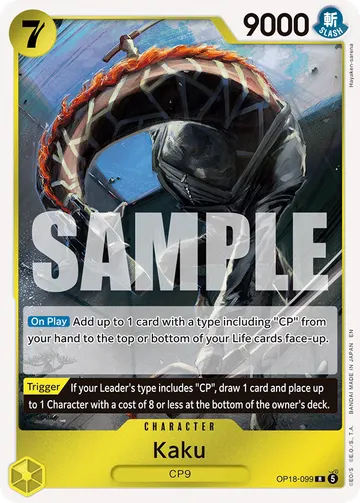 7
9000
斬
SLASH
Hayaken-sarena
SAMPLE
On Play Add up to 1 card with a type including "CP" from
your hand to the top or bottom of your Life cards face-up.
Trigger If your Leader's type includes "CP", draw 1 card and place up
to 1 Character with a cost of 8 or less at the bottom of the owner's deck.
CHARACTER
Kaku
CP9
OP18-099 R 5
©E.O./S. ©E.O./S., T.A. BANDAI MADE IN JAPAN EN